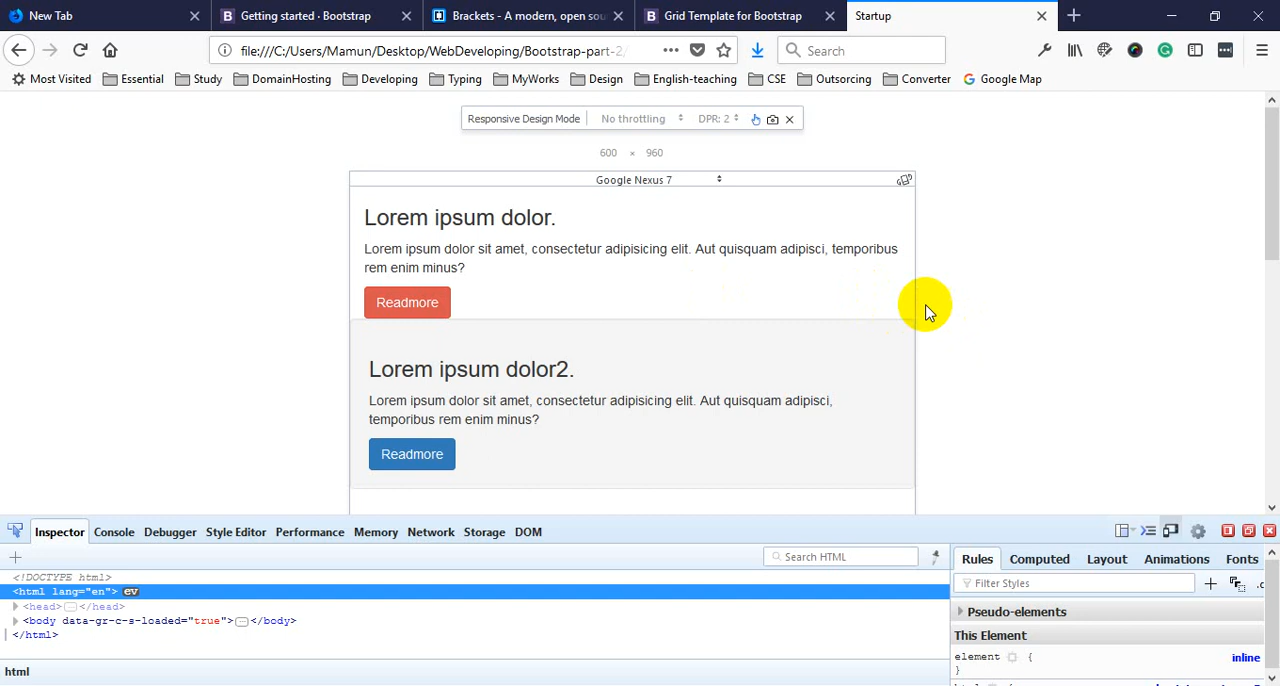 New Tab
Getting started · Bootstrap
Brackets - A modern, open sou
Grid Template for Bootstrap
Startup
file:///C:/Users/Mamun/Desktop/WebDeveloping/Bootstrap-part-2/
Search
Most Visited Essential Study DomainHosting Developing Typing MyWorks Design English-teaching CSE Outsorcing Converter Google Map
Responsive Design Mode No throttling DPR: 2
600 × 960
Google Nexus 7
Lorem ipsum dolor.
Lorem ipsum dolor sit amet, consectetur adipisicing elit. Aut quisquam adipisci, temporibus
rem enim minus?
Readmore
Lorem ipsum dolor2.
Lorem ipsum dolor sit amet, consectetur adipisicing elit. Aut quisquam adipisci,
temporibus rem enim minus?
Readmore
Inspector Console Debugger Style Editor Performance Memory Network Storage DOM
Search HTML
<!DOCTYPE html>
<html lang="en"> ev
<head></head>
<body data-gr-c-s-loaded="true"></body>
</html>
html
Rules Computed Layout Animations Fonts
Filter Styles
Pseudo-elements
This Element
element { inline
}